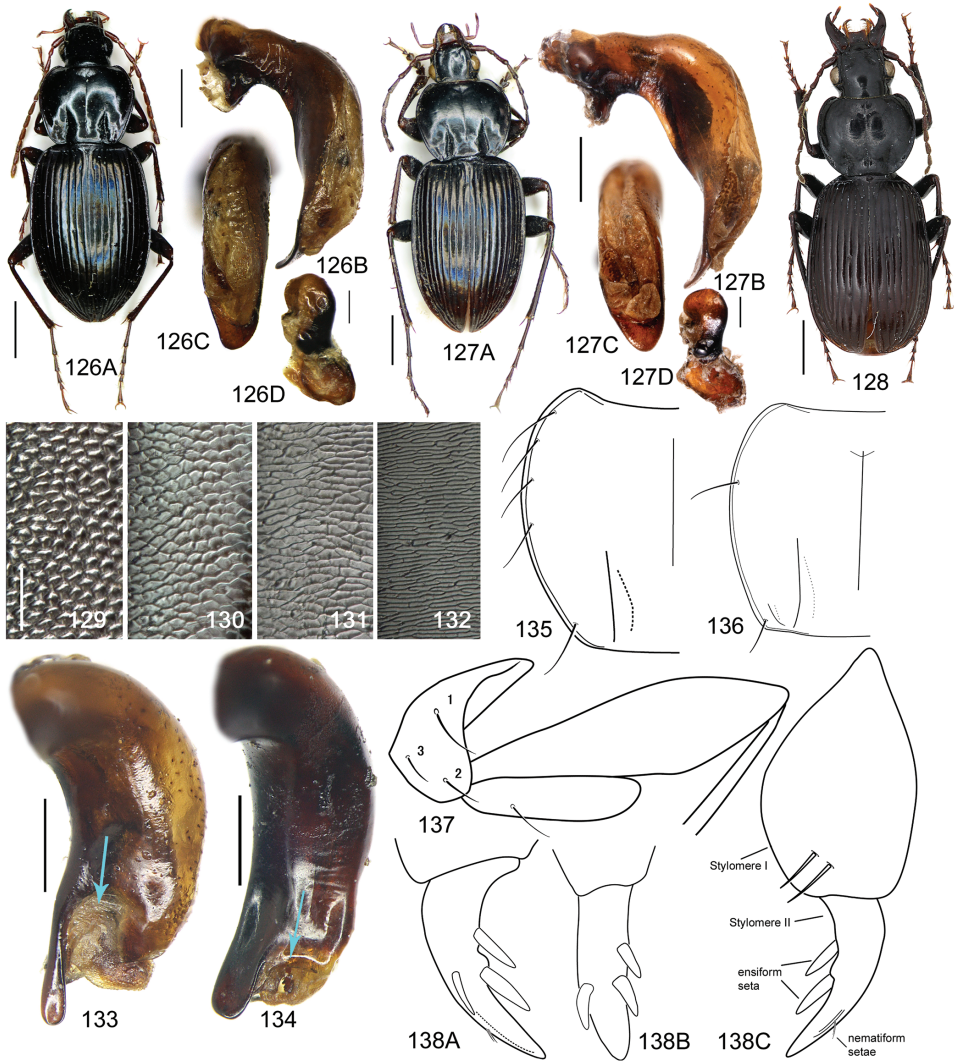 126A
126B
126C
126D
127A
127B
127C
127D
128
129
130
131
132
135
136
133
134
1
3
2
137
138A
138B
138C
Stylomere I
Stylomere II
ensiform
seta
nematiform
setae